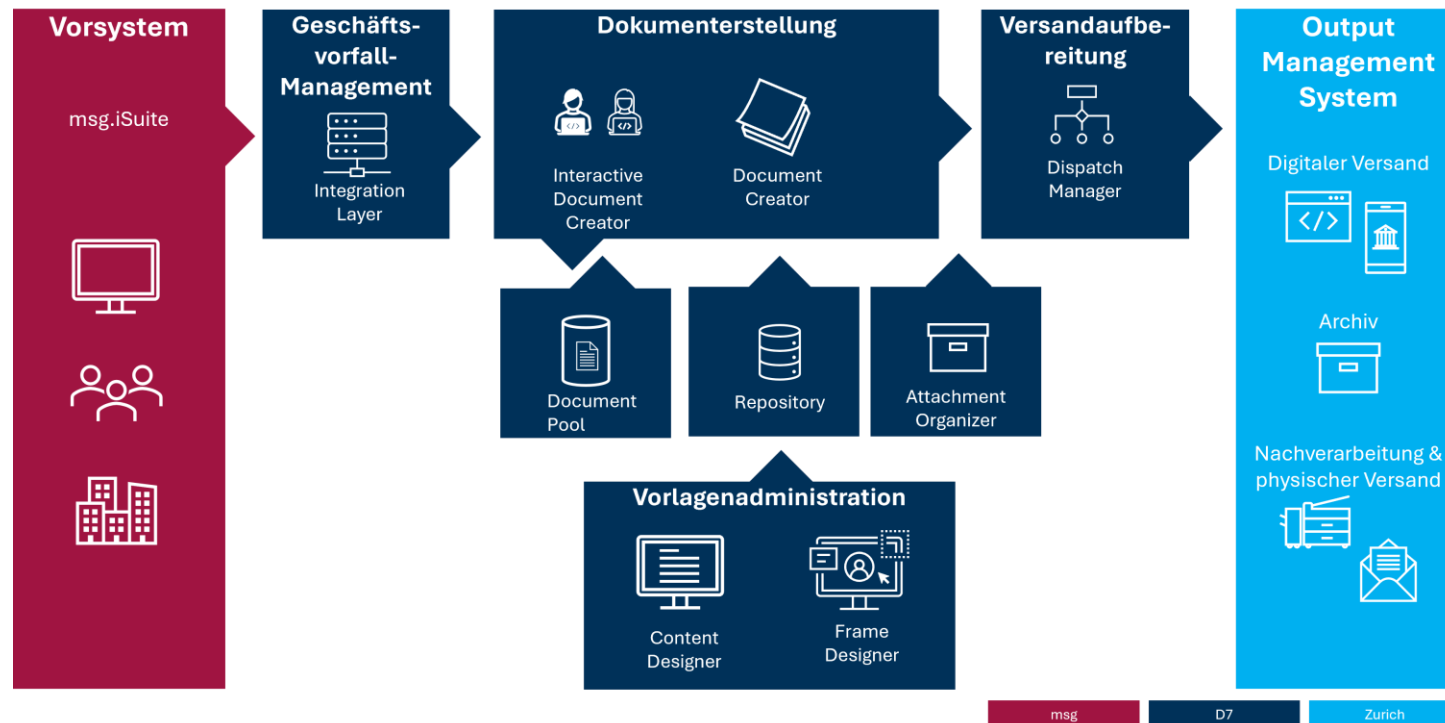 Vorsystem
msg.iSuite
Geschäfts-
vorfall-
Management
Integration
Layer
Dokumenterstellung
Interactive
Document
Creator
Document
Creator
Versandaufbe-
reitung
Dispatch
Manager
Output
Management
System
Digitaler Versand
</>
Archiv
Nachverarbeitung &
physischer Versand
Document
Pool
Repository
Attachment
Organizer
Vorlagenadministration
Content
Designer
Frame
Designer
msg
D7
Zurich